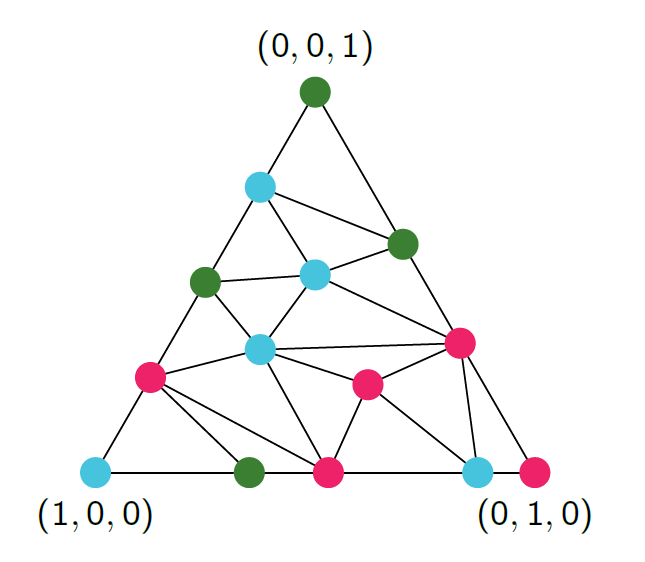 (0, 0, 1)
(1, 0, 0)
(0, 1, 0)